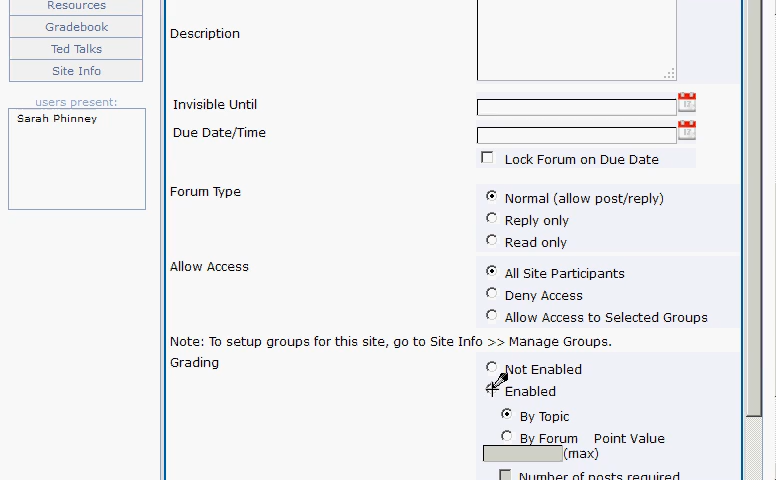 Resources
Gradebook
Ted Talks
Site Info
users present:
Sarah Phinney
Description
Invisible Until
Due Date/Time
Lock Forum on Due Date
Forum Type
Normal (allow post/reply)
Reply only
Read only
Allow Access
All Site Participants
Deny Access
Allow Access to Selected Groups
Note: To setup groups for this site, go to Site Info >> Manage Groups.
Grading
Not Enabled
Enabled
By Topic
By Forum Point Value
(max)
Number of posts required